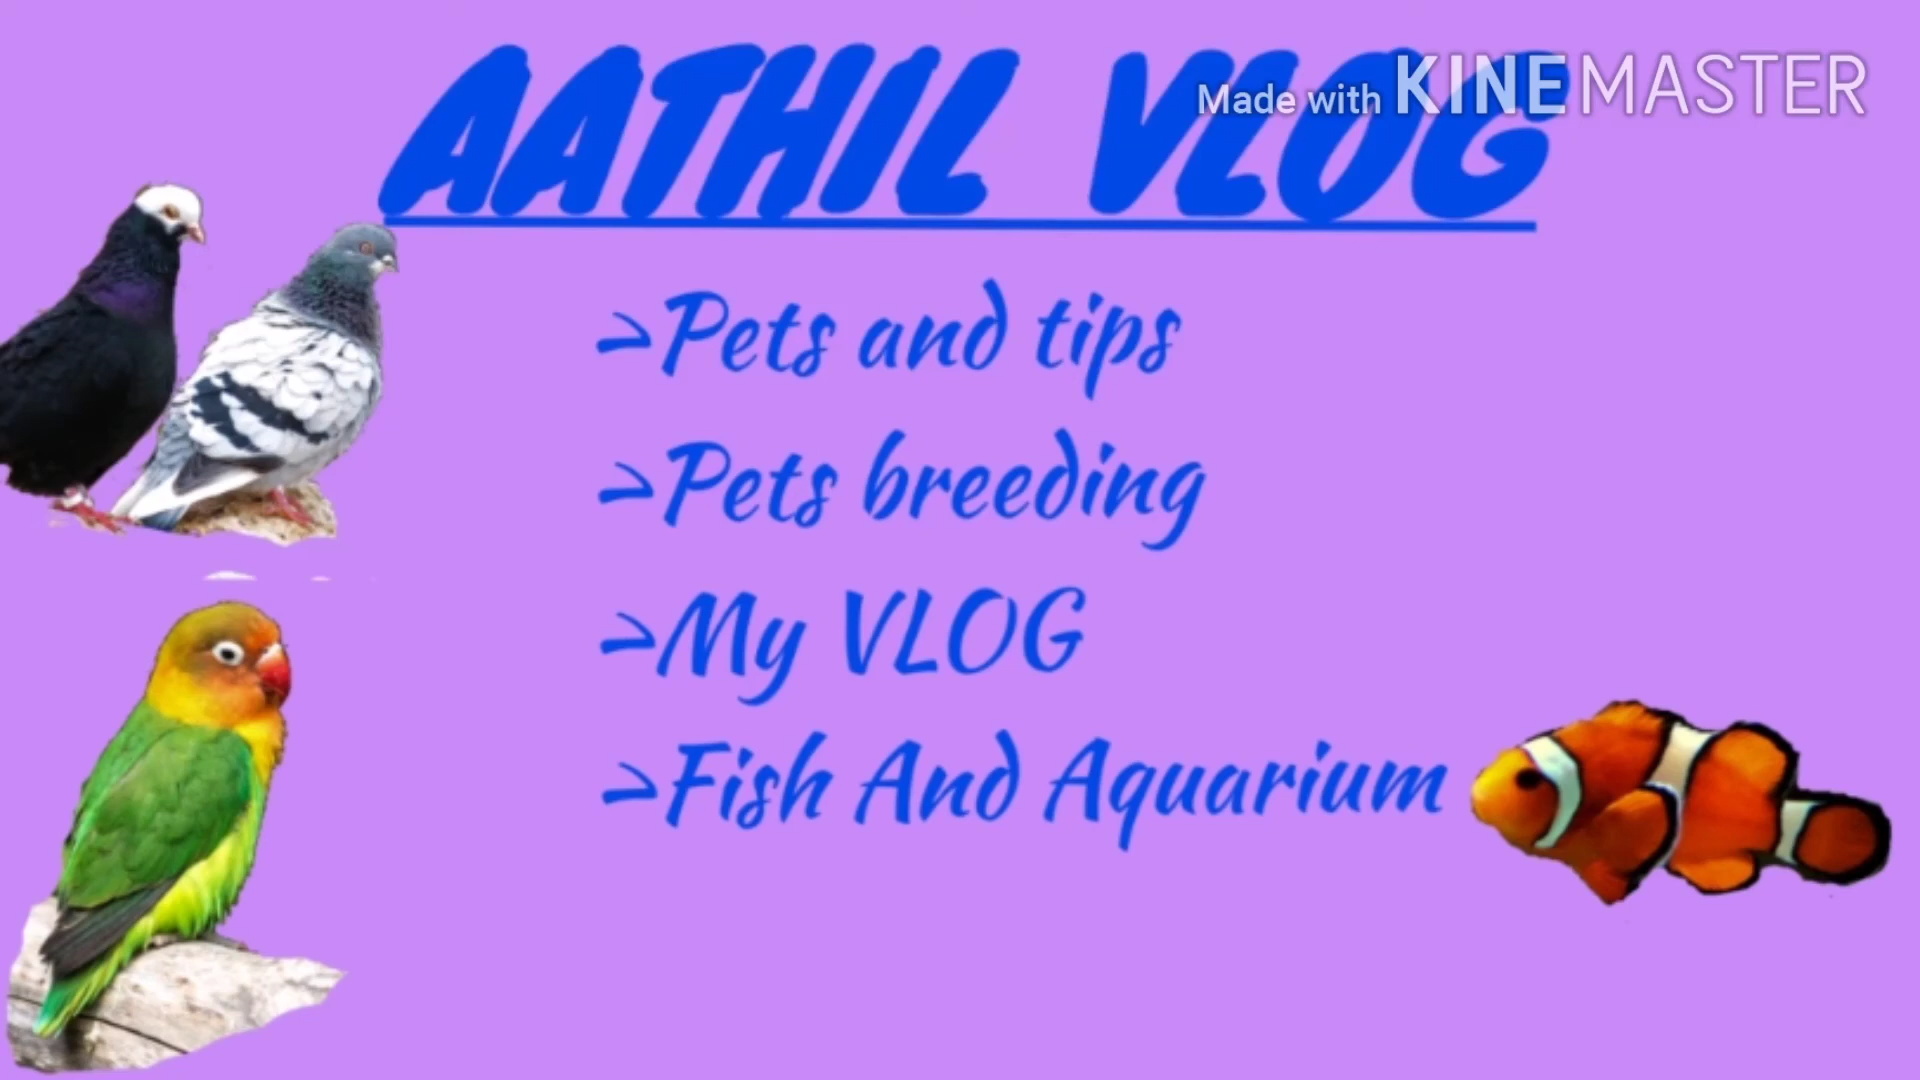 AATHIL VLOG
Made with KINEMASTER
>Pets and tips
>Pets breeding
>My VLOG
>Fish And Aquarium